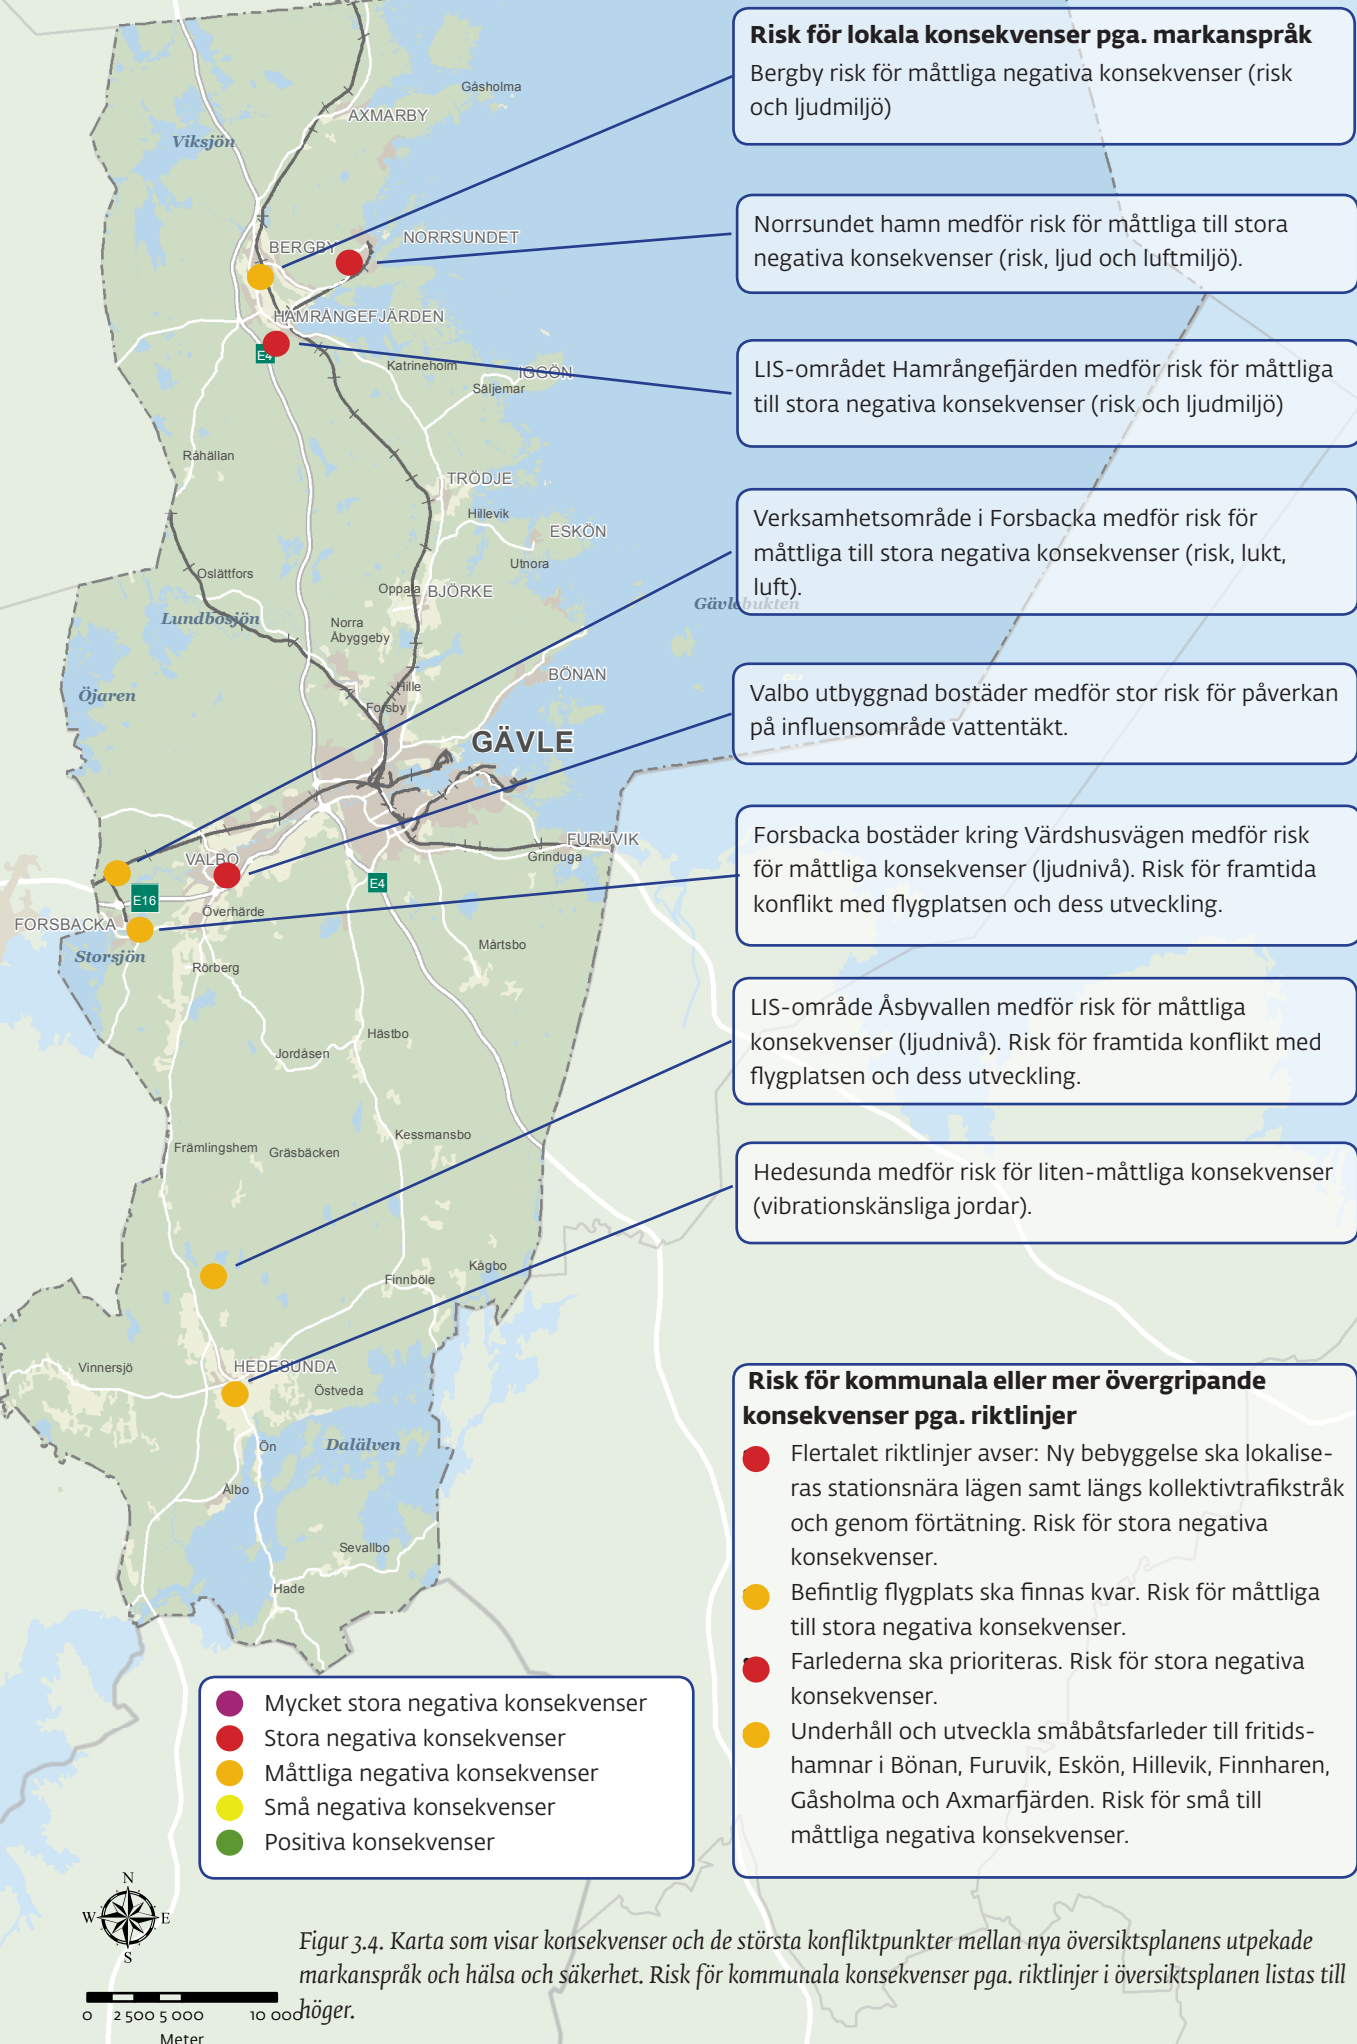 Risk för lokala konsekvenser pga. markanspråk
Bergby risk för måttliga negativa konsekvenser (risk
och ljudmiljö)
Norrsundet hamn medför risk för måttliga till stora
negativa konsekvenser (risk, ljud och luftmiljö).
LIS-området Hamrångefjärden medför risk för måttliga
till stora negativa konsekvenser (risk och ljudmiljö)
Verksamhetsområde i Forsbacka medför risk för
måttliga till stora negativa konsekvenser (risk, lukt,
luft).
Valbo utbyggnad bostäder medför stor risk för påverkan
på influensområde vattentäkt.
Forsbacka bostäder kring Värdshusvägen medför risk
för måttliga konsekvenser (ljudnivå). Risk för framtida
konflikt med flygplatsen och dess utveckling.
LIS-område Åsbyvallen medför risk för måttliga
konsekvenser (ljudnivå). Risk för framtida konflikt med
flygplatsen och dess utveckling.
Hedesunda medför risk för liten-måttliga konsekvenser
(vibrationskänsliga jordar).
Risk för kommunala eller mer övergripande
konsekvenser pga. riktlinjer
Flertalet riktlinjer avser: Ny bebyggelse ska lokalise-
ras stationsnära lägen samt längs kollektivtrafikstråk
och genom förtätning. Risk för stora negativa
konsekvenser.
Befintlig flygplats ska finnas kvar. Risk för måttliga
till stora negativa konsekvenser.
Farlederna ska prioriteras. Risk för stora negativa
konsekvenser.
Underhåll och utveckla småbåtsfarleder till fritids-
hamnar i Bönan, Furuvik, Eskön, Hillevik, Finnharen,
Gåsholma och Axmarfjärden. Risk för små till
måttliga negativa konsekvenser.
Gåsholma
AXMARBY
Viksjön
NORRSUNDET
BERGBY
HAMRÅNGEFJÄRDEN
E4
Katrineholm
IGGÖN
Säljemar
Råhällan
TRÖDJE
Hillevik
ESKÖN
Utnora
Oslättfors
Oppala
BJÖRKE
Gävlebukten
Lundbosjön
Norra
Åbyggeby
BÖNAN
Öjaren
Hille
Forsby
GÄVLE
FURUVIK
Grinduga
VALBO
E4
E16
Överhärde
FORSBACKA
Storsjön
Mårtsbo
Rörberg
Hästbo
Jordåsen
Kessmansbo
Främlingshem
Gräsbäcken
Kågbo
Finnböle
Vinnersjö
HEDESUNDA
Östveda
Ön
Dalälven
Ålbo
Sevallbo
Hade
Mycket stora negativa konsekvenser
Stora negativa konsekvenser
Måttliga negativa konsekvenser
Små negativa konsekvenser
Positiva konsekvenser
N
W E
S
0 2 500 5 000 10 000
Meter
Figur 3.4. Karta som visar konsekvenser och de största konfliktpunkter mellan nya översiktsplanens utpekade
markanspråk och hälsa och säkerhet. Risk för kommunala konsekvenser pga. riktlinjer i översiktsplanen listas till
höger.